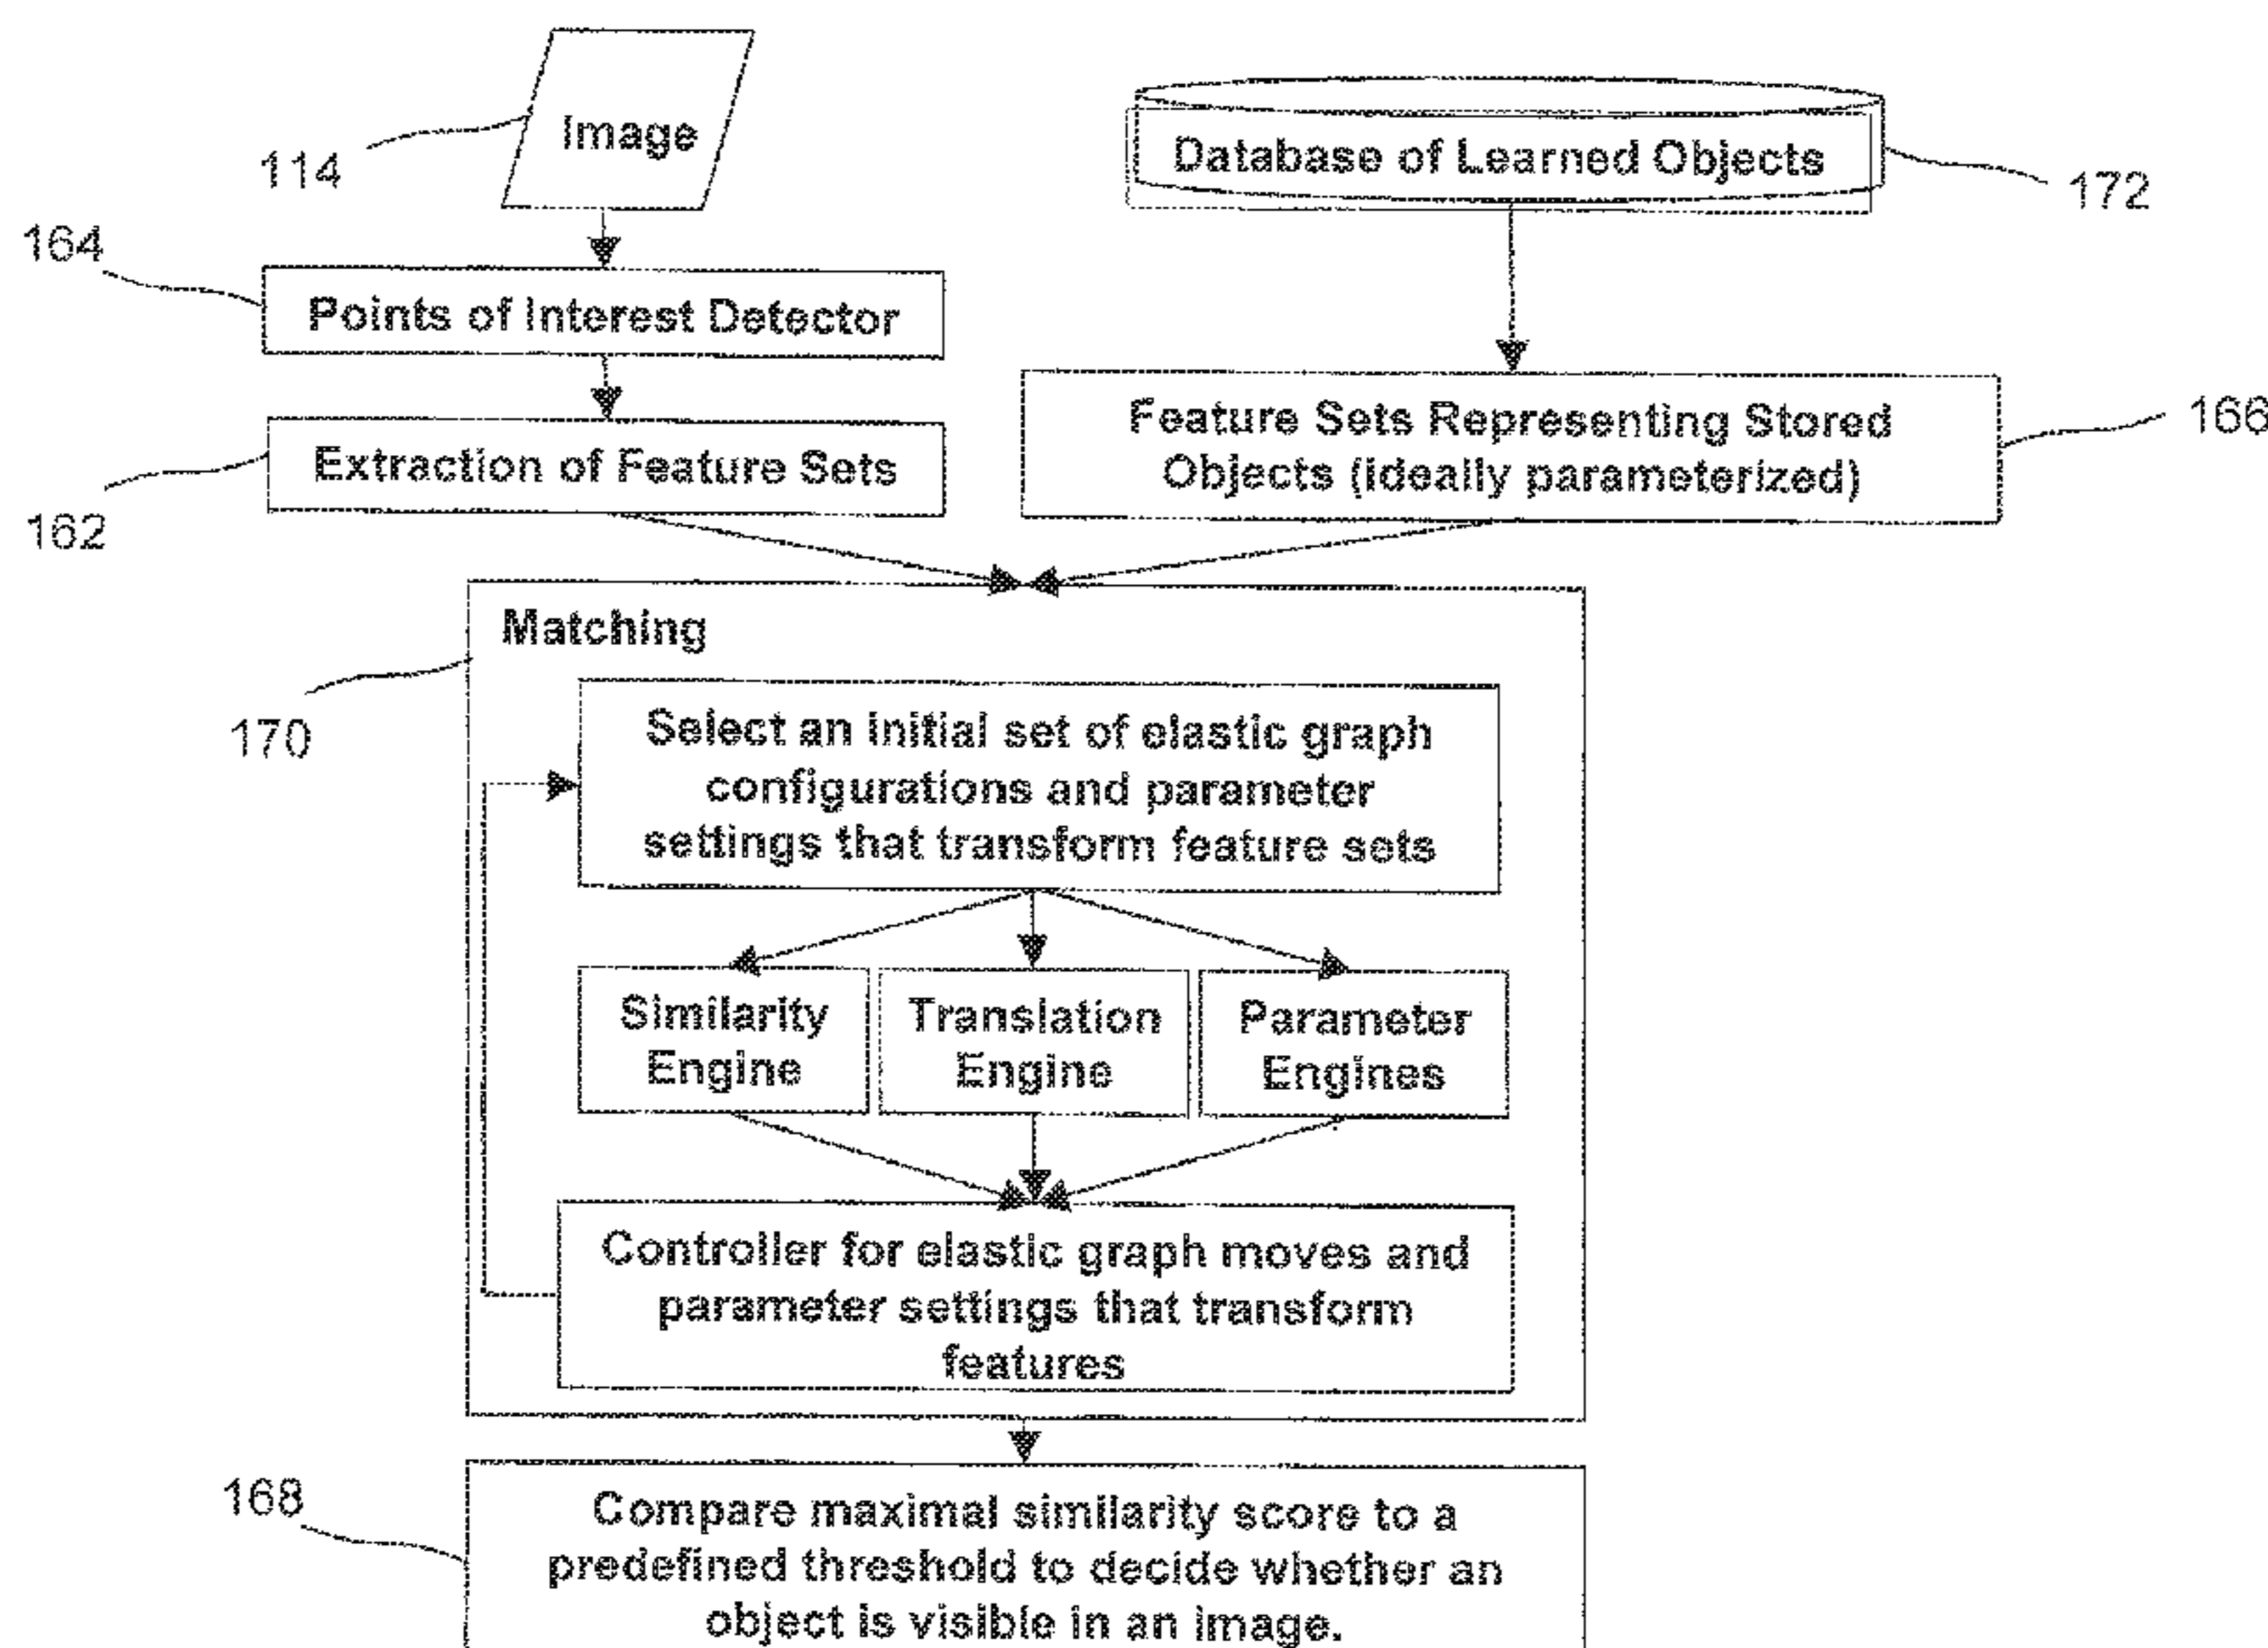 Image
114
Database of Learned Objects
172
164
Points of Interest Detector
Extraction of Feature Sets
162
Feature Sets Representing Stored
Objects (ideally parameterized)
166
Matching
170
Select an initial set of elastic graph
configurations and parameter
settings that transform feature sets
Similarity
Engine
Translation
Engine
Parameter
Engines
Controller for elastic graph moves and
parameter settings that transform
features
168
Compare maximal similarity score to a
predefined threshold to decide whether an
object is visible in an image.